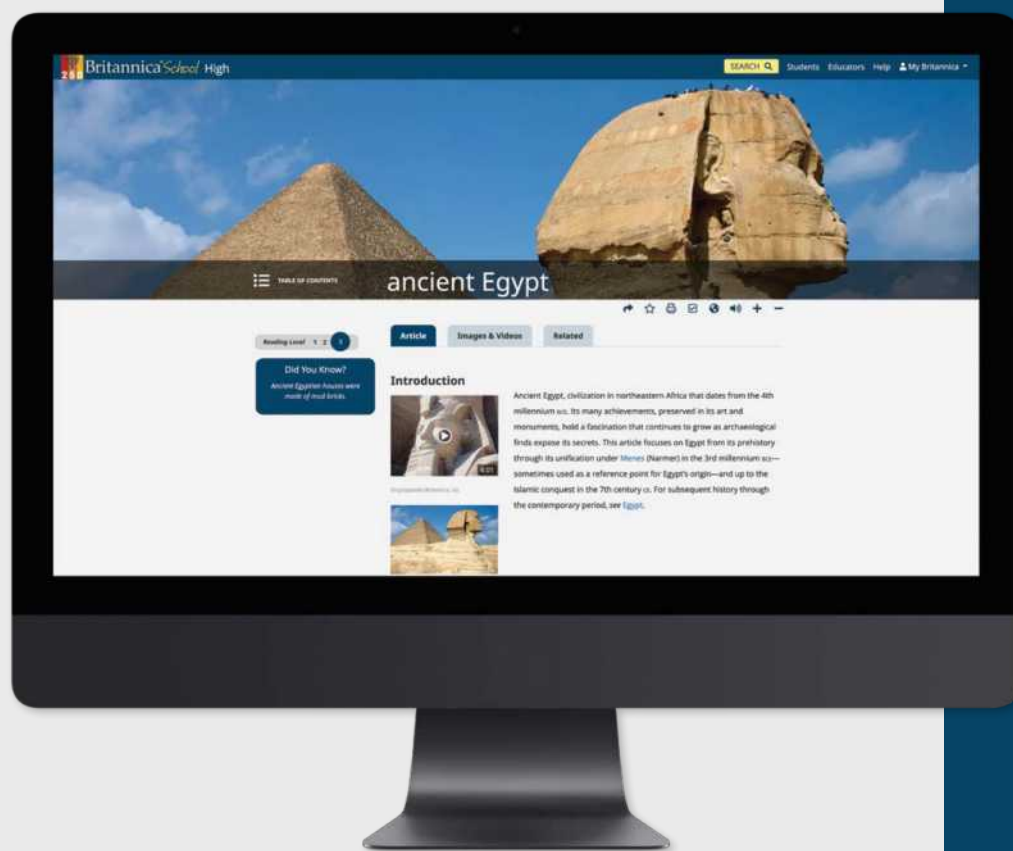 250
Britannica School High
SEARCH
Students Educators Help My Britannica
TABLE OF CONTENTS
ancient Egypt
Reading Level 1 2 3
Article Images & Videos Related
Did You Know?
Ancient Egyptian houses were
made of mud bricks.
Introduction
6:01
Encyclopædia Britannica, Inc.
Ancient Egypt, civilization in northeastern Africa that dates from the 4th
millennium BCE. Its many achievements, preserved in its art and
monuments, hold a fascination that continues to grow as archaeological
finds expose its secrets. This article focuses on Egypt from its prehistory
through its unification under Menes (Narmer) in the 3rd millennium BCE—
sometimes used as a reference point for Egypt's origin—and up to the
Islamic conquest in the 7th century CE. For subsequent history through
the contemporary period, see Egypt.